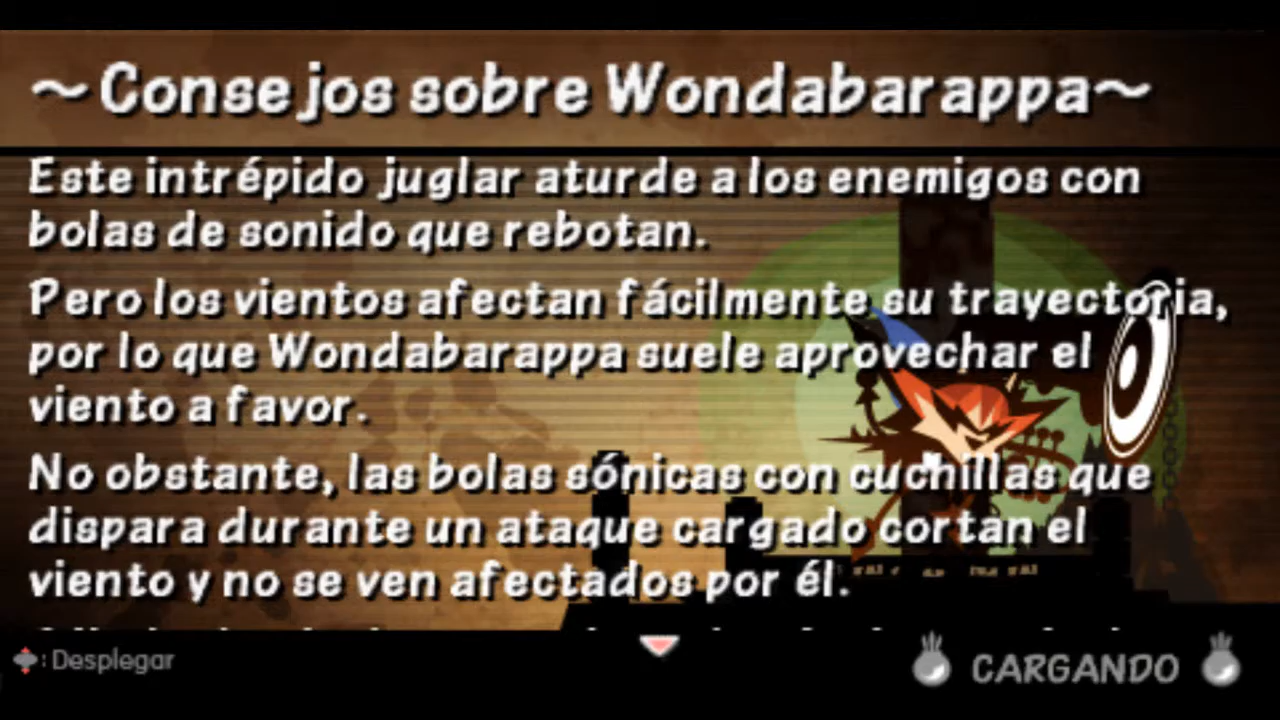 ～Consejos sobre Wondabarappa～
Este intrépido juglar aturde a los enemigos con
bolas de sonido que rebotan.
Pero los vientos afectan fácilmente su trayectoria,
por lo que Wondabarappa suele aprovechar el
viento a favor.
No obstante, las bolas sónicas con cuchillas que
dispara durante un ataque cargado cortan el
viento y no se ven afectados por él.
: Desplegar
CARGANDO